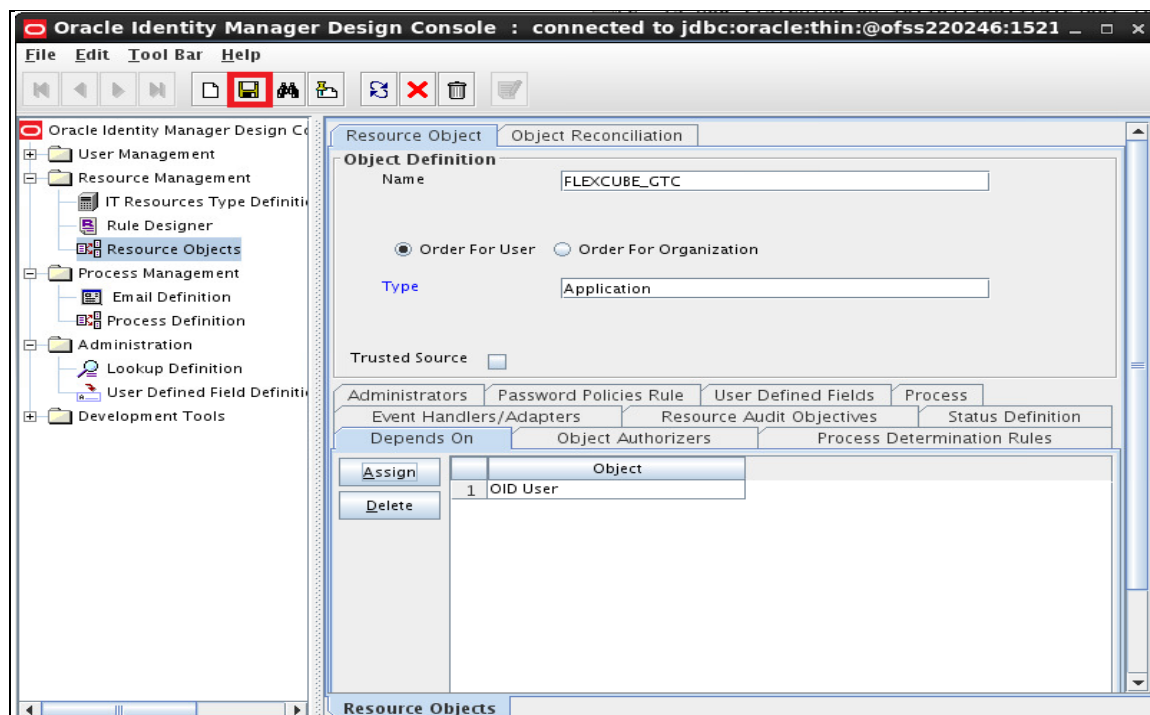 Oracle Identity Manager Design Console : connected to jdbc:oracle:thin:@ofss220246:1521
File Edit Tool Bar Help
Oracle Identity Manager Design Co
User Management
Resource Management
IT Resources Type Definiti
Rule Designer
Resource Objects
Process Management
Email Definition
Process Definition
Administration
Lookup Definition
User Defined Field Definiti
Development Tools
Resource Object Object Reconciliation
Object Definition
Name FLEXCUBE_GTC
Order For User Order For Organization
Type Application
Trusted Source
Administrators Password Policies Rule User Defined Fields Process
Event Handlers/Adapters Resource Audit Objectives Status Definition
Depends On Object Authorizers Process Determination Rules
Assign
Delete
Object
1 OID User
Resource Objects